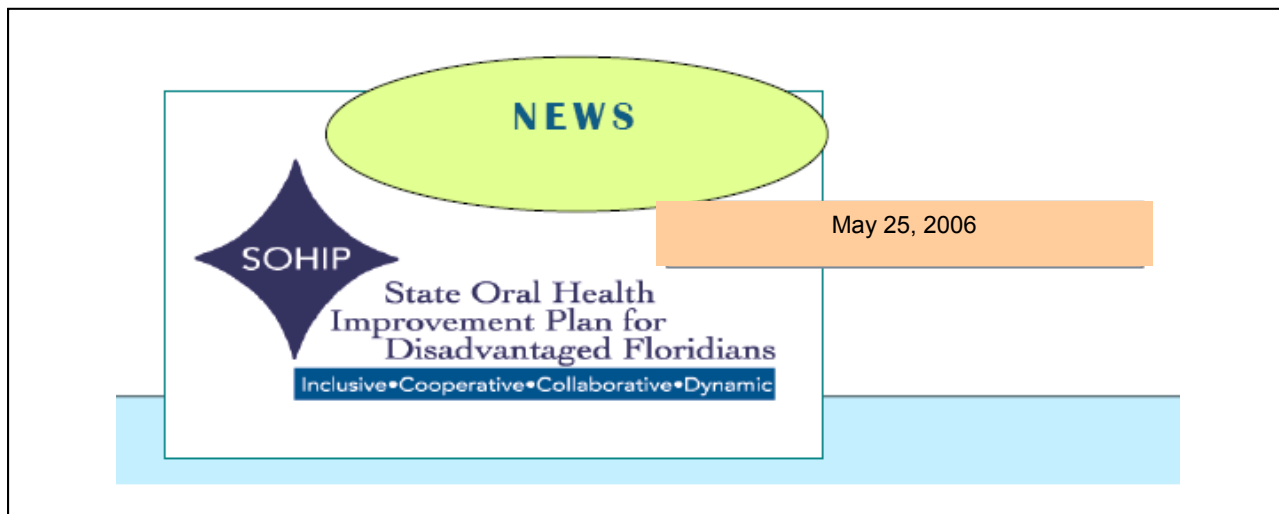 NEWS
May 25, 2006
SOHIP
State Oral Health
Improvement Plan for
Disadvantaged Floridians
Inclusive•Cooperative•Collaborative•Dynamic